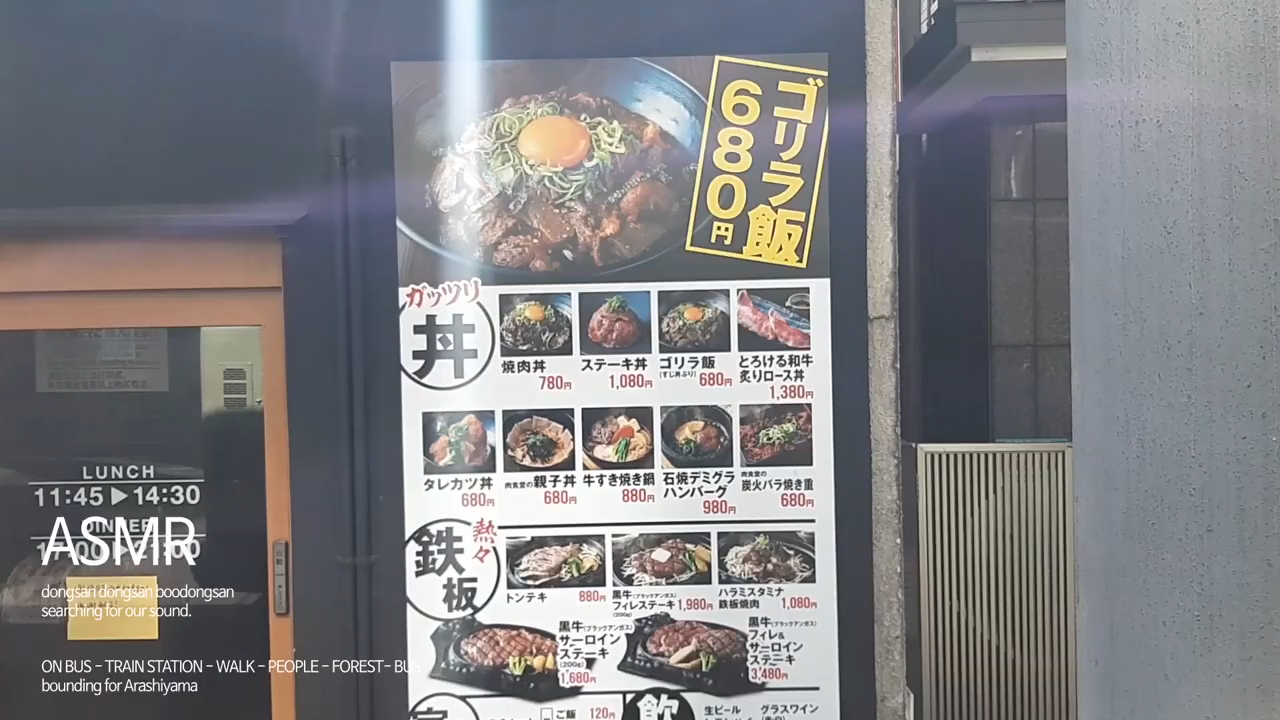 ゴリラ飯
680円
ガッツリ
丼
焼肉丼
780円
ステーキ丼
1,080円
ゴリラ飯
(すじ丼ぶり)
680円
とろける和牛
炙りロース丼
1,380円
タレカツ丼
680円
肉食堂の親子丼
680円
牛すき焼き鍋
880円
石焼デミグラ
ハンバーグ
980円
肉食堂の
炭火バラ焼き重
680円
熱々
鉄板
トンテキ
880円
黒牛(ブラックアンガス)
フィレステーキ
(200g)
1,980円
ハラミスタミナ
鉄板焼肉
1,080円
黒牛(ブラックアンガス)
サーロイン
ステーキ
(200g)
1,680円
黒牛(ブラックアンガス)
フィレ&
サーロイン
ステーキ
3,480円
ご飯
120円
飲
生ビール
グラスワイン
LUNCH
11:45▶14:30
DINNER
ASMR
dongsan dongsan boodongsan
searching for our sound.
ON BUS – TRAIN STATION – WALK – PEOPLE – FOREST– BUS
bounding for Arashiyama